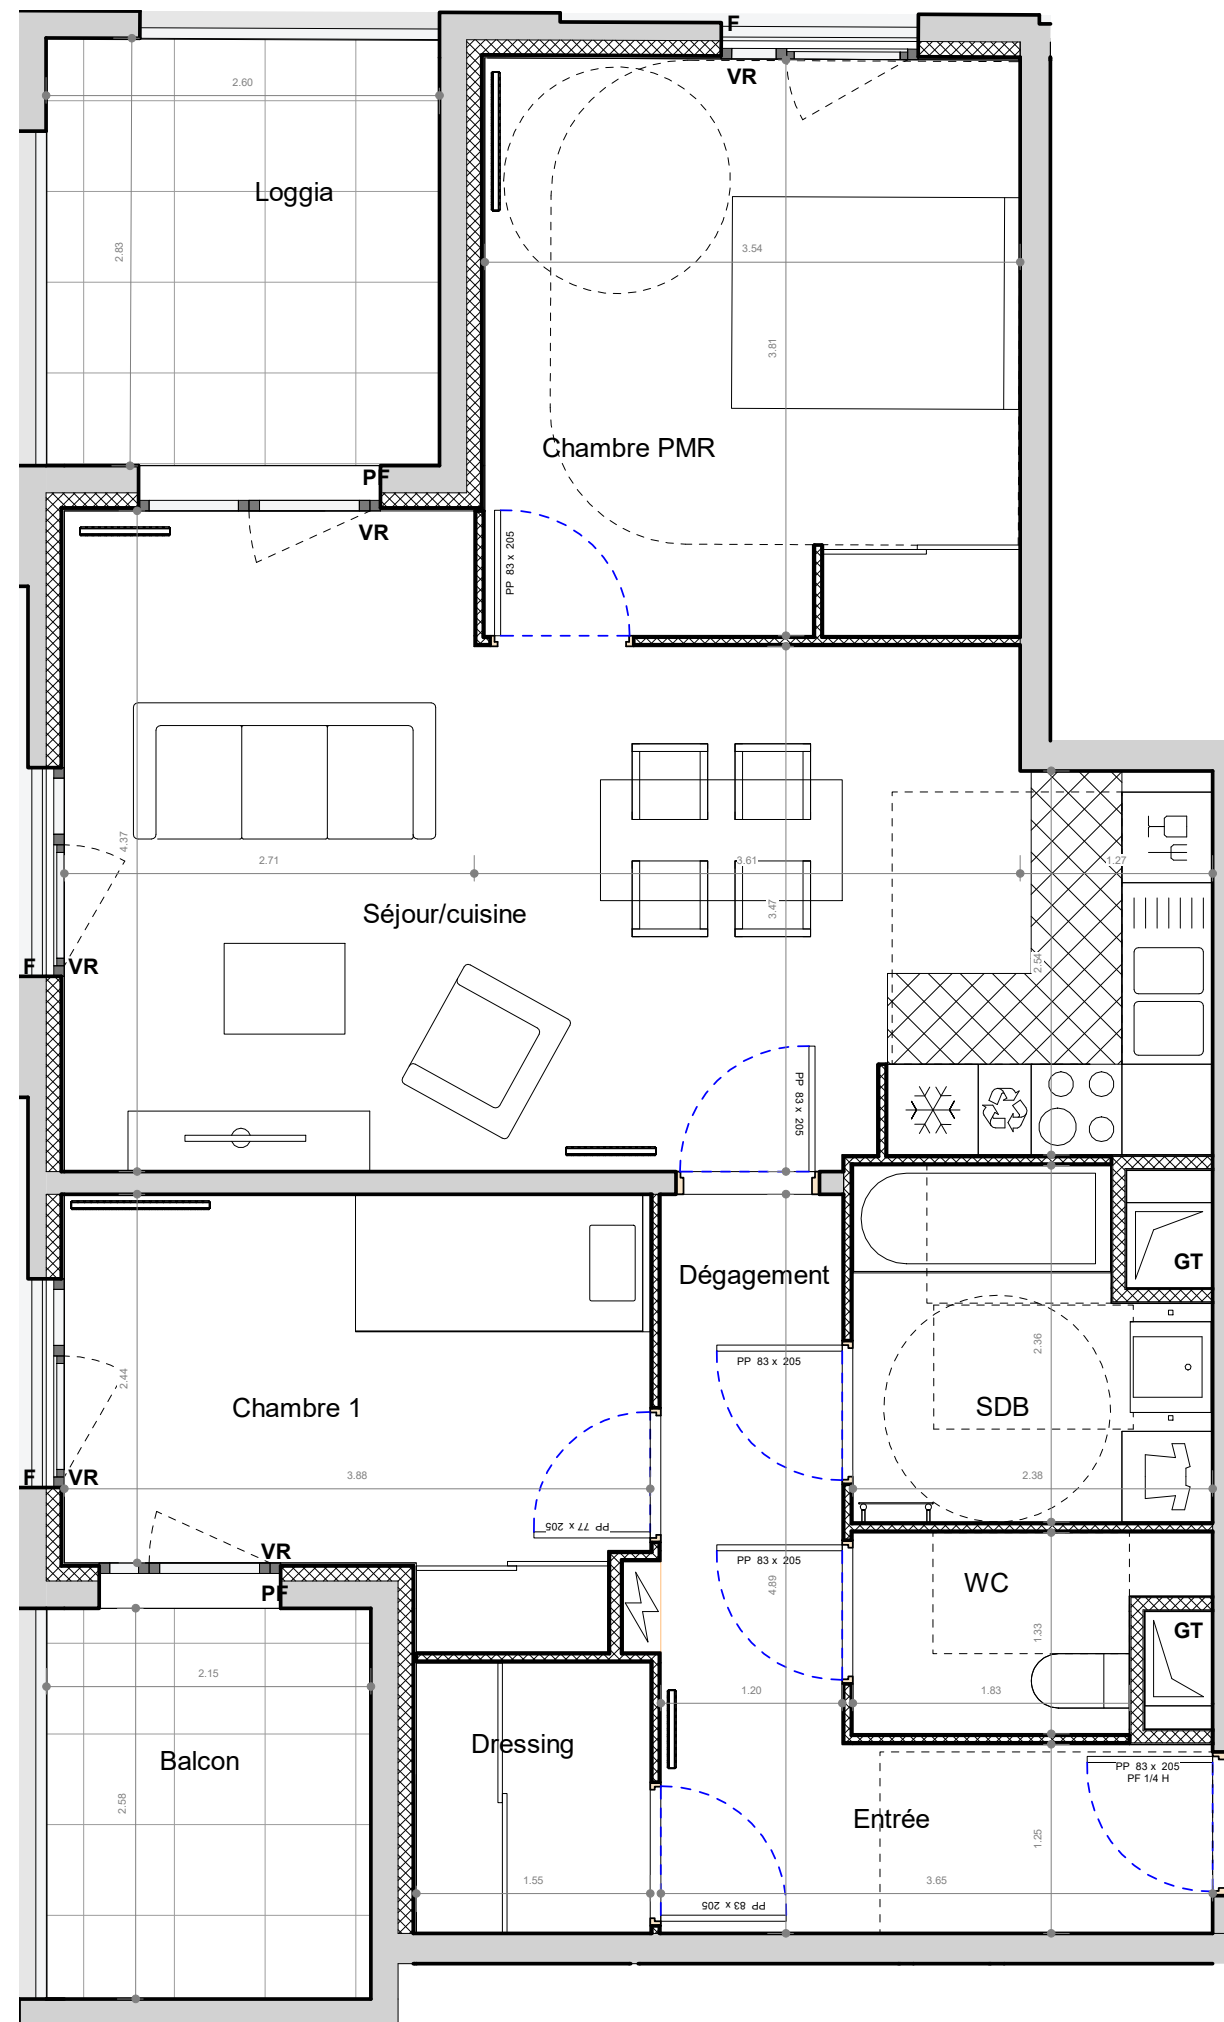 F
VR
2.60
Loggia
2.83
3.54
3.81
Chambre PMR
PF
VR
PP 83 x 205
4.37
2.71
3.61
1.27
3.47
Séjour/cuisine
2.54
F
VR
PP 83 x 205
GT
Dégagement
2.36
PP 83 x 205
2.44
Chambre 1
SDB
F
VR
3.88
2.38
PP 77 x 205
VR
PF
PP 83 x 205
4.89
WC
1.33
GT
2.15
1.20
1.83
Dressing
Balcon
PP 83 x 205
PF 1/4 H
2.58
Entrée
1.25
1.55
3.65
PP 83 x 205